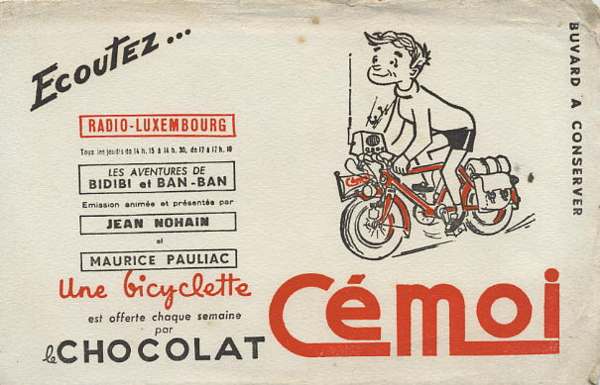 Ecoutez...
RADIO-LUXEMBOURG
Tous les jeudis de 14 h. 15 à 14 h. 30, de 17 à 17 h. 10
LES AVENTURES DE
BIDIBI et BAN-BAN
Emission animée et présentée par
JEAN NOHAIN
et
MAURICE PAULIAC
Une bicyclette
est offerte chaque semaine
par
le CHOCOLAT
Cémoi
BUVARD A CONSERVER